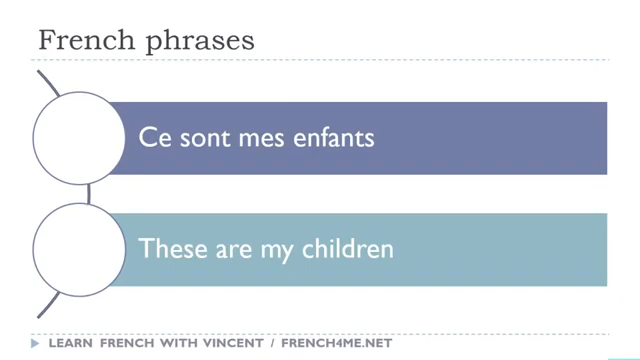 French phrases
Ce sont mes enfants
These are my children
LEARN FRENCH WITH VINCENT / FRENCH4ME.NET